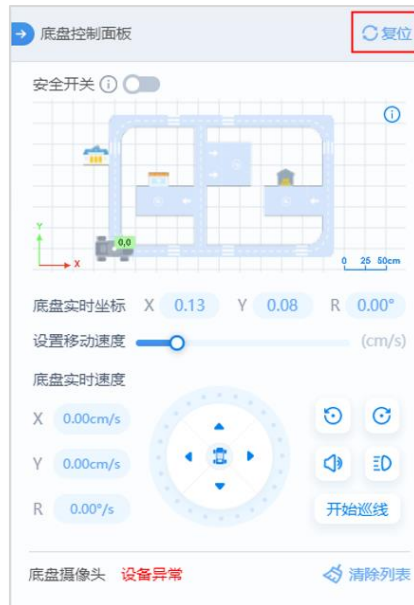 底盘控制面板 复位
安全开关
Y
X
0,0
0 25 50cm
底盘实时坐标 X 0.13 Y 0.08 R 0.00°
设置移动速度 (cm/s)
底盘实时速度
X 0.00cm/s
Y 0.00cm/s
R 0.00°/s
开始巡线
底盘摄像头 设备异常 清除列表